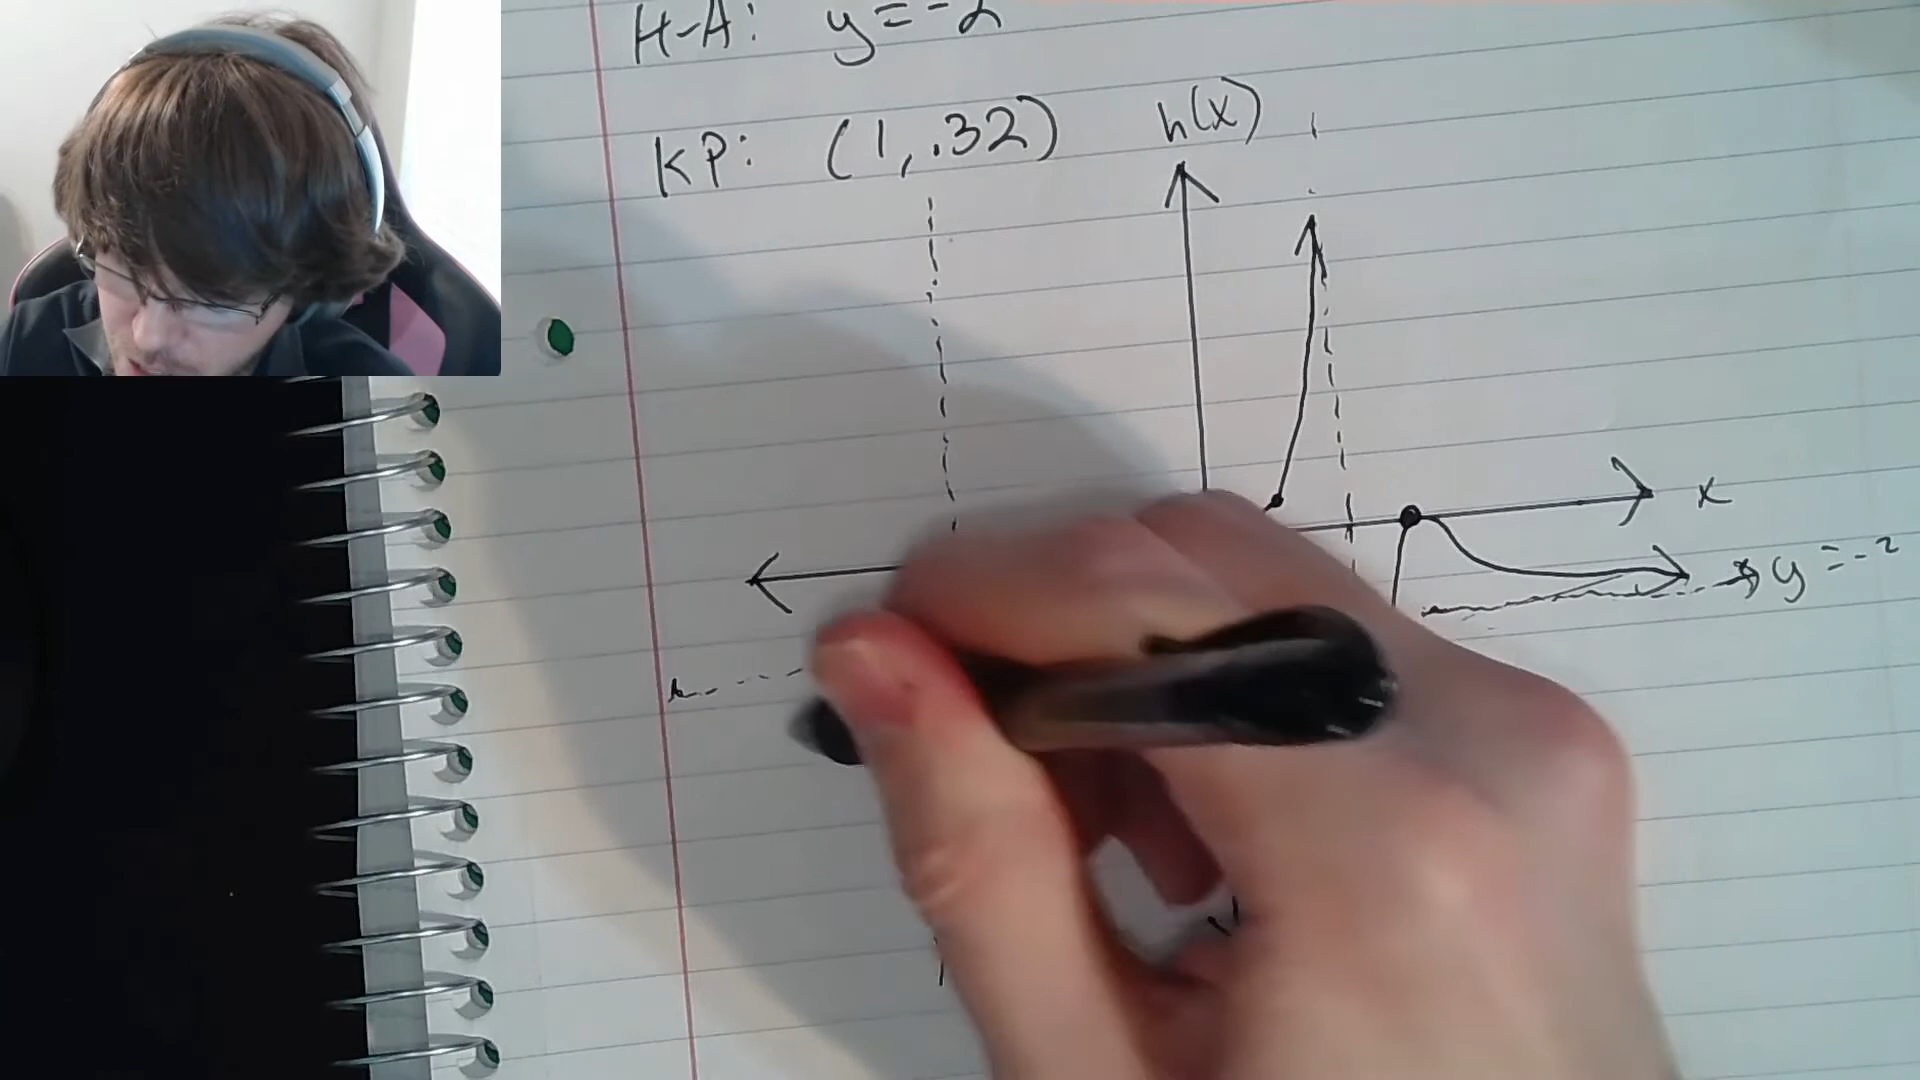 H-A: y = -2
KP: (1, .32)
h(x)
x
y = -2